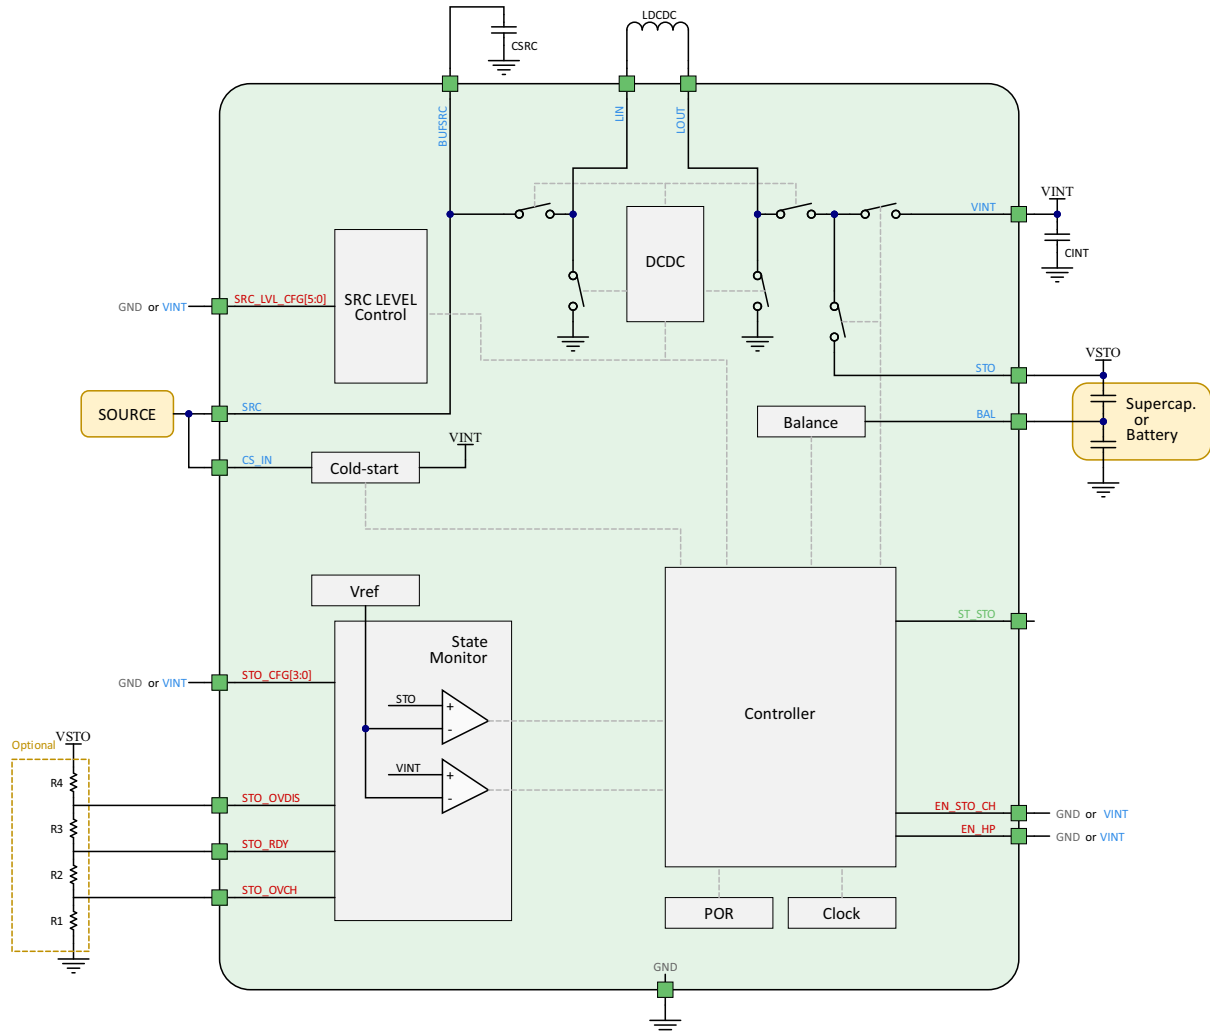 LDCDC
CSRC
BUFSRC
LIN
LOUT
VINT
VINT
CINT
DCDC
SRC LEVEL
Control
GND or VINT
SRC_LVL_CFG[5:0]
VSTO
STO
SOURCE
SRC
Balance
BAL
Supercap.
or
Battery
VINT
CS_IN
Cold-start
Vref
ST_STO
State
Monitor
GND or VINT
STO_CFG[3:0]
STO
+
-
Controller
VSTO
Optional
VINT
+
-
R4
STO_OVDIS
EN_STO_CH
GND or VINT
R3
EN_HP
GND or VINT
STO_RDY
R2
STO_OVCH
R1
POR
Clock
GND